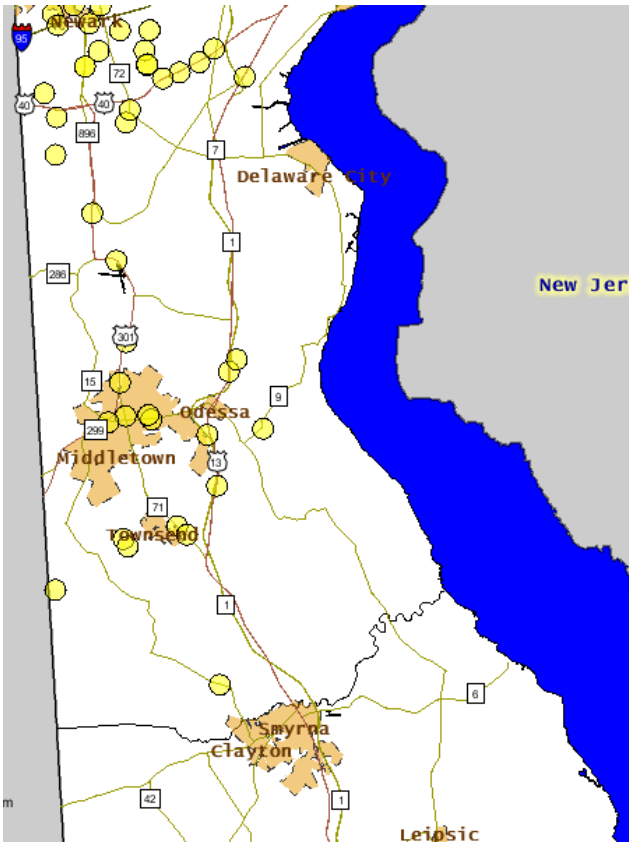 Newark
95
72
40
40
896
7
Delaware City
1
286
New Jer
301
15
9
Odessa
299
Middletown
13
71
Townsend
1
6
Smyrna
Clayton
m
42
1
Leipsic